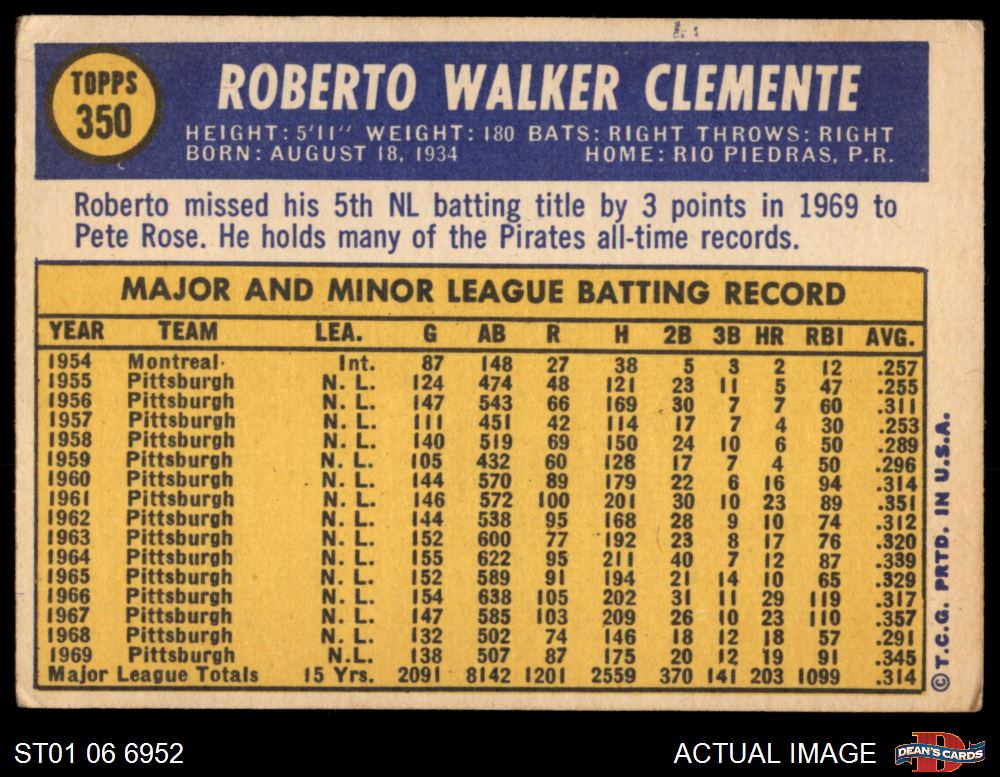 TOPPS
350
ROBERTO WALKER CLEMENTE
HEIGHT: 5'11" WEIGHT: 180 BATS: RIGHT THROWS: RIGHT
BORN: AUGUST 18, 1934 HOME: RIO PIEDRAS, P.R.
Roberto missed his 5th NL batting title by 3 points in 1969 to
Pete Rose. He holds many of the Pirates all-time records.
MAJOR AND MINOR LEAGUE BATTING RECORD
YEAR TEAM LEA. G AB R H 2B 3B HR RBI AVG.
1954 Montreal Int. 87 148 27 38 5 3 2 12 .257
1955 Pittsburgh N. L. 124 474 48 121 23 11 5 47 .255
1956 Pittsburgh N. L. 147 543 66 169 30 7 7 60 .311
1957 Pittsburgh N. L. 111 451 42 114 17 7 4 30 .253
1958 Pittsburgh N. L. 140 519 69 150 24 10 6 50 .289
1959 Pittsburgh N. L. 105 432 60 128 17 7 4 50 .296
1960 Pittsburgh N. L. 144 570 89 179 22 6 16 94 .314
1961 Pittsburgh N. L. 146 572 100 201 30 10 23 89 .351
1962 Pittsburgh N. L. 144 538 95 168 28 9 10 74 .312
1963 Pittsburgh N. L. 152 600 77 192 23 8 17 76 .320
1964 Pittsburgh N. L. 155 622 95 211 40 7 12 87 .339
1965 Pittsburgh N. L. 152 589 91 194 21 14 10 65 .329
1966 Pittsburgh N. L. 154 638 105 202 31 11 29 119 .317
1967 Pittsburgh N. L. 147 585 103 209 26 10 23 110 .357
1968 Pittsburgh N. L. 132 502 74 146 18 12 18 57 .291
1969 Pittsburgh N.L. 138 507 87 175 20 12 19 91 .345
Major League Totals 15 Yrs. 2091 8142 1201 2559 370 141 203 1099 .314
©T.C.G. PRTD. IN U.S.A.
ST01 06 6952
ACTUAL IMAGE
D
DEAN'S CARDS